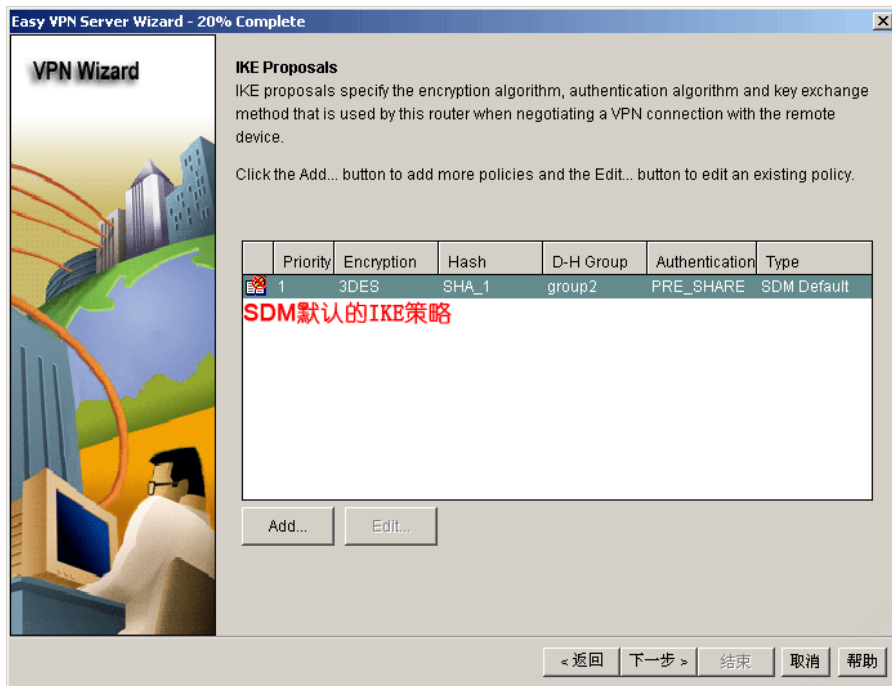 Easy VPN Server Wizard - 20% Complete
VPN Wizard
IKE Proposals
IKE proposals specify the encryption algorithm, authentication algorithm and key exchange
method that is used by this router when negotiating a VPN connection with the remote
device.
Click the Add... button to add more policies and the Edit... button to edit an existing policy.
Priority Encryption Hash D-H Group Authentication Type
1 3DES SHA_1 group2 PRE_SHARE SDM Default
SDM默认的IKE策略
Add... Edit...
<返回 下一步> 结束 取消 帮助